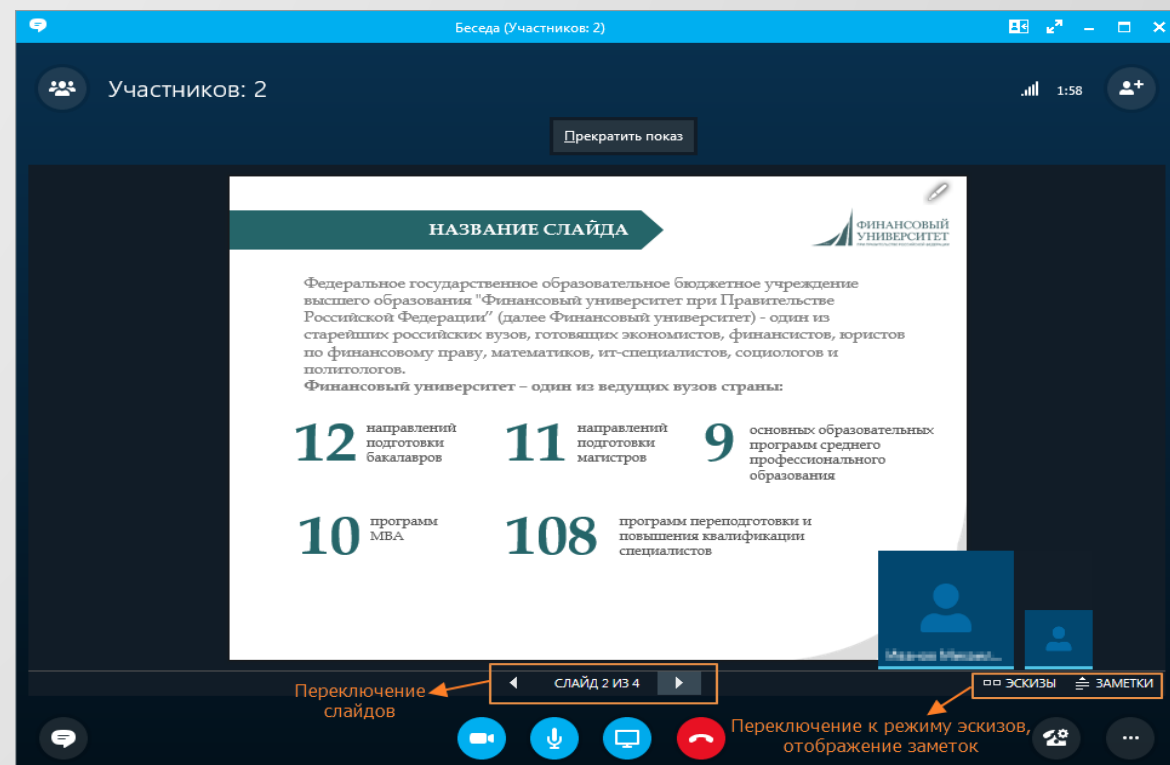 Беседа (Участников: 2)
Участников: 2
1:58
Прекратить показ
НАЗВАНИЕ СЛАЙДА
ФИНАНСОВЫЙ
УНИВЕРСИТЕТ
Федеральное государственное образовательное бюджетное учреждение
высшего образования "Финансовый университет при Правительстве
Российской Федерации” (далее Финансовый университет) - один из
старейших российских вузов, готовящих экономистов, финансистов, юристов
по финансовому праву, математиков, ит-специалистов, социологов и
политологов.
Финансовый университет – один из ведущих вузов страны:
12
направлений
подготовки
бакалавров
11
направлений
подготовки
магистров
9
основных образовательных
программ среднего
профессионального
образования
10
программ
МВА
108
программ переподготовки и
повышения квалификации
специалистов
СЛАЙД 2 ИЗ 4
ЭСКИЗЫ
ЗАМЕТКИ
Переключение
слайдов
Переключение к режиму эскизов,
отображение заметок